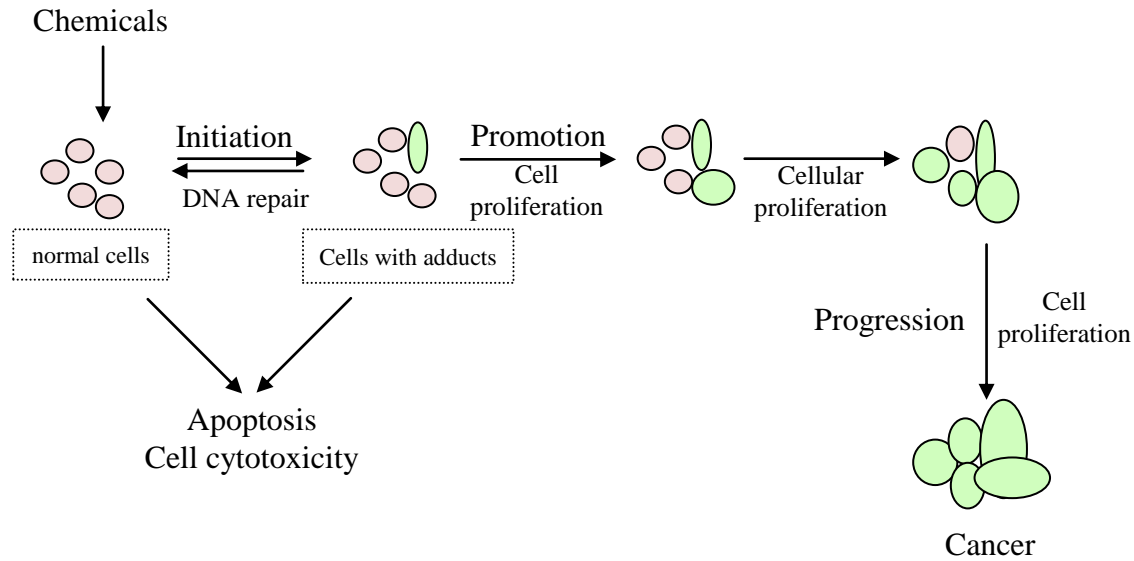 Chemicals
Initiation
DNA repair
normal cells
Cells with adducts
Promotion
Cell
proliferation
Cellular
proliferation
Progression
Cell
proliferation
Apoptosis
Cell cytotoxicity
Cancer